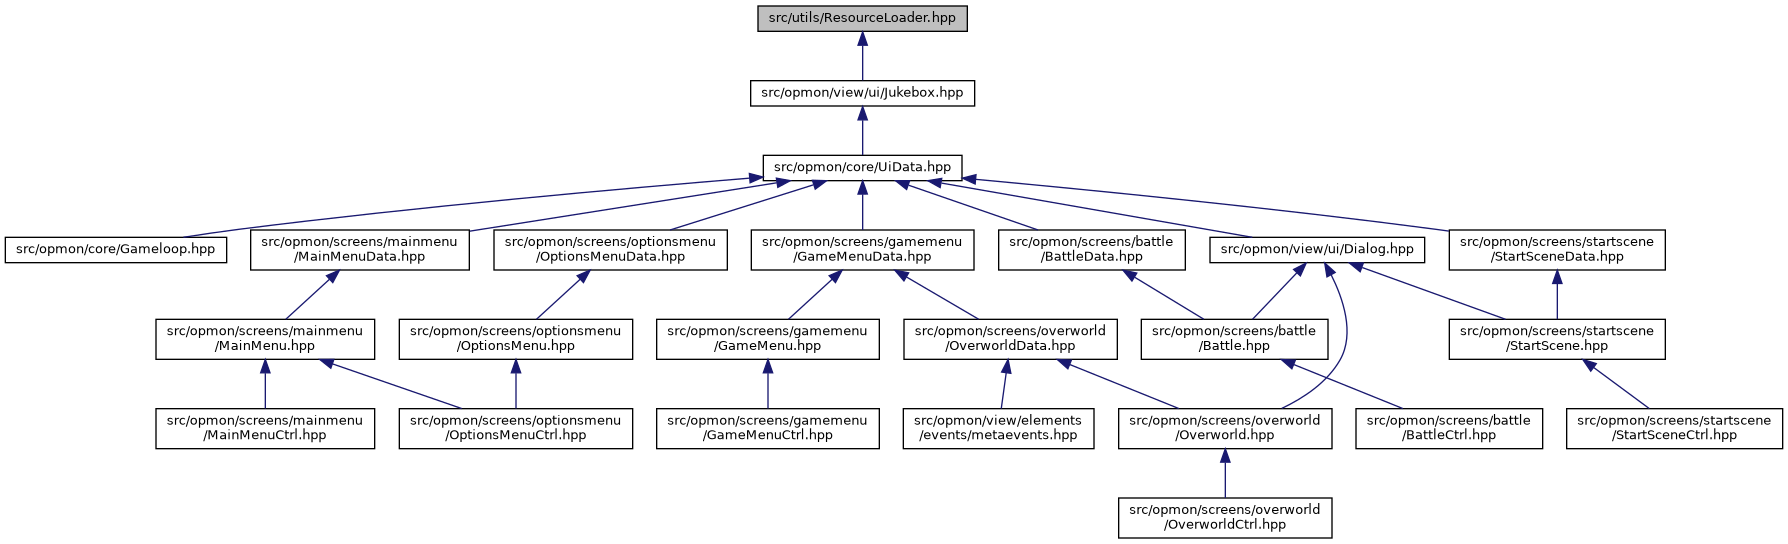 src/utils/ResourceLoader.hpp
src/opmon/view/ui/Jukebox.hpp
src/opmon/core/UiData.hpp
src/opmon/core/Gameloop.hpp
src/opmon/screens/mainmenu
/MainMenuData.hpp
src/opmon/screens/optionsmenu
/OptionsMenuData.hpp
src/opmon/screens/gamemenu
/GameMenuData.hpp
src/opmon/screens/battle
/BattleData.hpp
src/opmon/view/ui/Dialog.hpp
src/opmon/screens/startscene
/StartSceneData.hpp
src/opmon/screens/mainmenu
/MainMenu.hpp
src/opmon/screens/optionsmenu
/OptionsMenu.hpp
src/opmon/screens/gamemenu
/GameMenu.hpp
src/opmon/screens/overworld
/OverworldData.hpp
src/opmon/screens/battle
/Battle.hpp
src/opmon/screens/startscene
/StartScene.hpp
src/opmon/screens/mainmenu
/MainMenuCtrl.hpp
src/opmon/screens/optionsmenu
/OptionsMenuCtrl.hpp
src/opmon/screens/gamemenu
/GameMenuCtrl.hpp
src/opmon/view/elements
/events/metaevents.hpp
src/opmon/screens/overworld
/Overworld.hpp
src/opmon/screens/battle
/BattleCtrl.hpp
src/opmon/screens/startscene
/StartSceneCtrl.hpp
src/opmon/screens/overworld
/OverworldCtrl.hpp